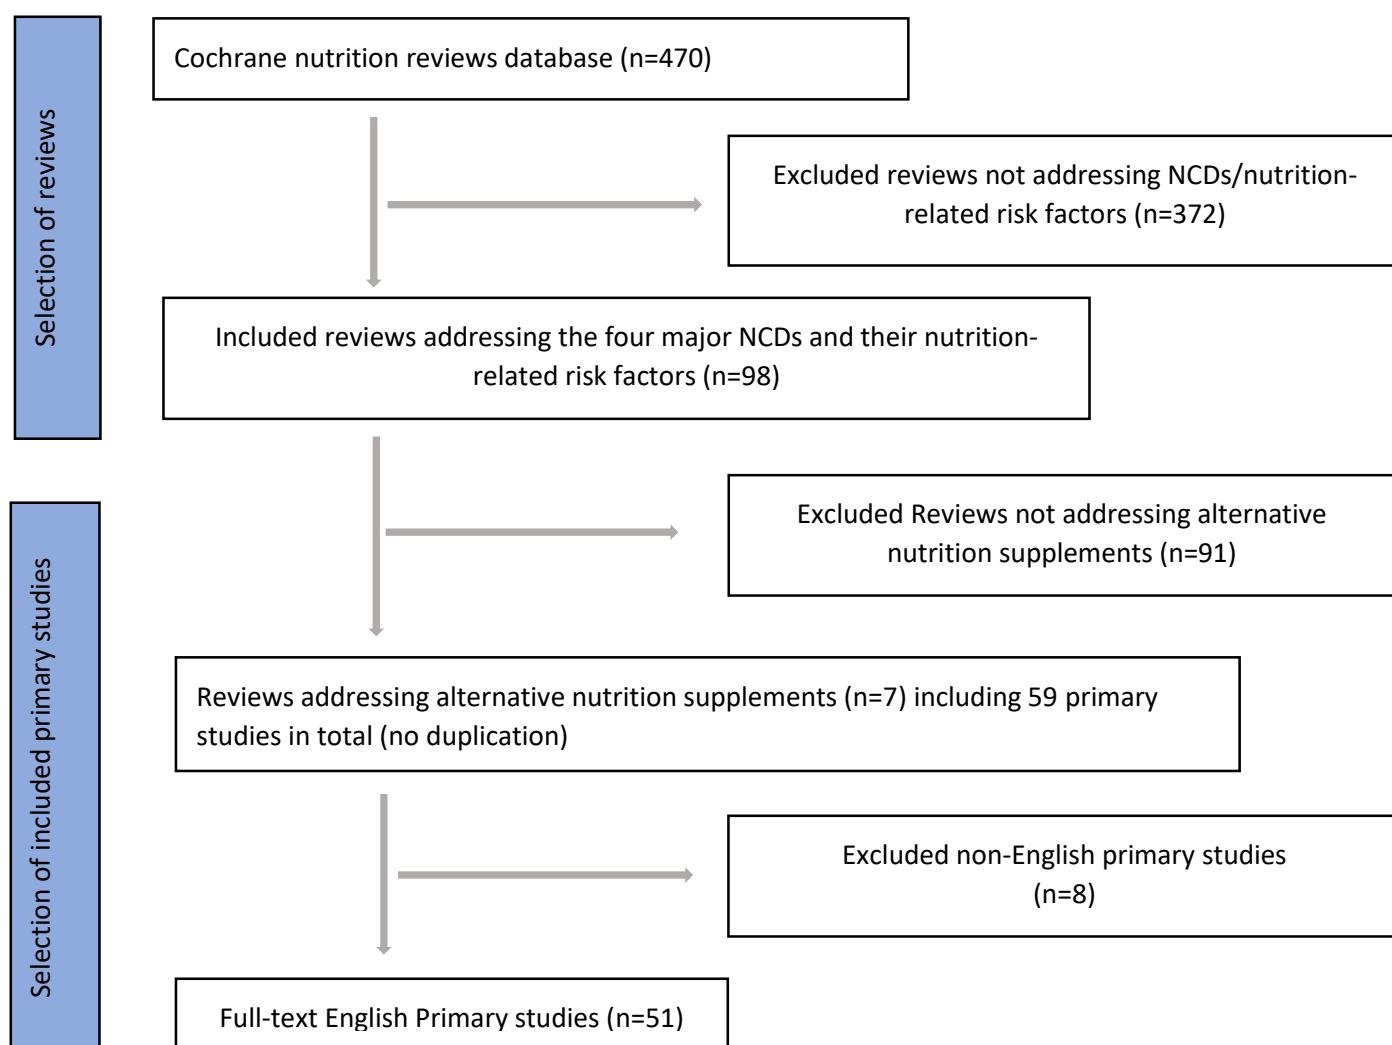 Selection of reviews
Cochrane nutrition reviews database (n=470)
Excluded reviews not addressing NCDs/nutrition-
related risk factors (n=372)
Included reviews addressing the four major NCDs and their nutrition-
related risk factors (n=98)
Selection of included primary studies
Excluded Reviews not addressing alternative
nutrition supplements (n=91)
Reviews addressing alternative nutrition supplements (n=7) including 59 primary
studies in total (no duplication)
Excluded non-English primary studies
(n=8)
Full-text English Primary studies (n=51)